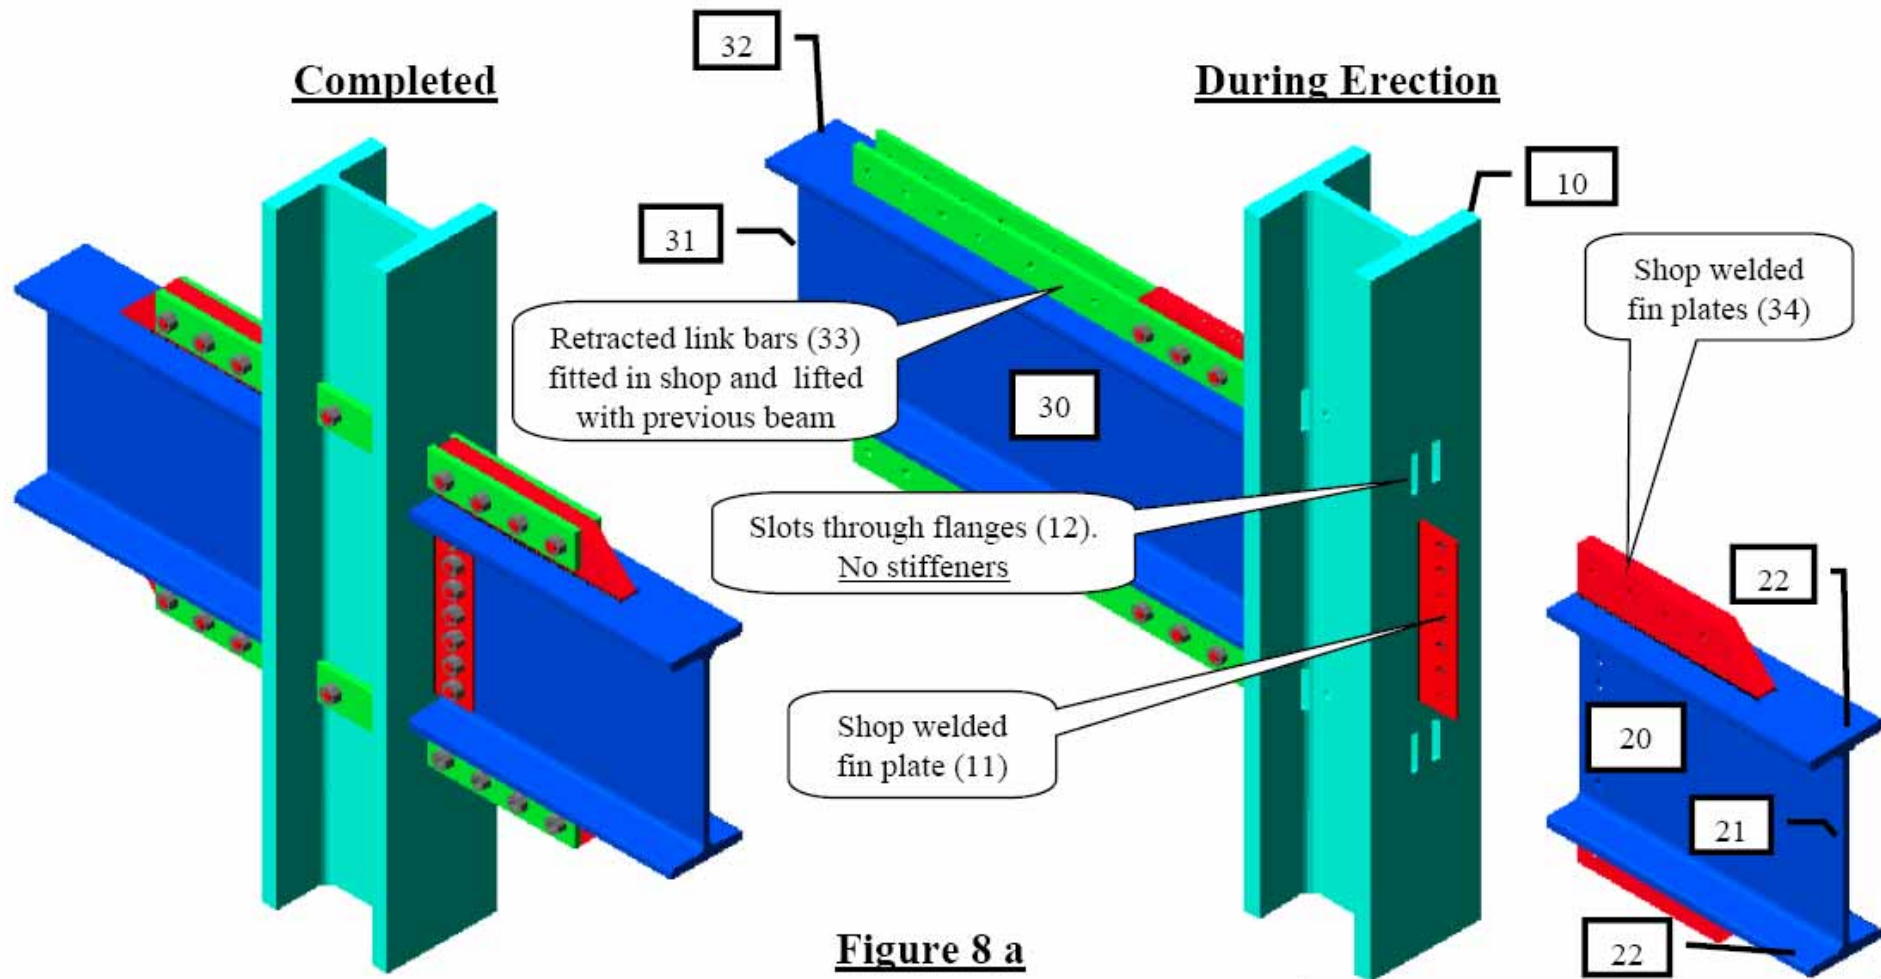 32
Completed
During Erection
10
31
Shop welded
fin plates (34)
Retracted link bars (33)
fitted in shop and lifted
with previous beam
30
Slots through flanges (12).
No stiffeners
22
Shop welded
fin plate (11)
20
21
Figure 8 a
22